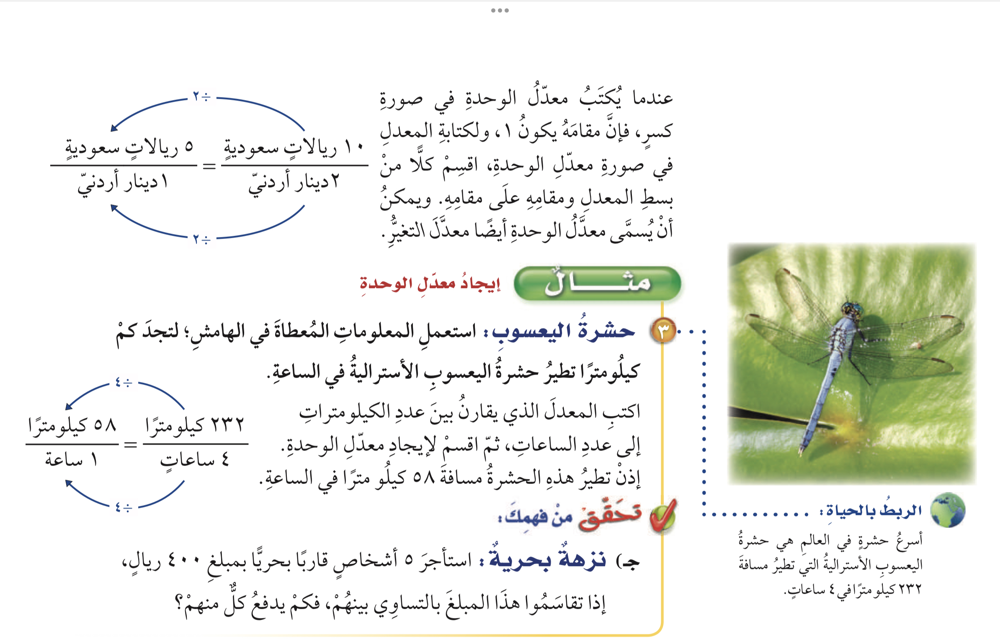 عندما يُكتَبُ معدّلُ الوحدةِ في صورةِ
كسرٍ، فإنَّ مقامَهُ يكونُ ١، ولكتابةِ المعدلِ
في صورةِ معدّلِ الوحدةِ، اقسِمْ كلًّا منْ
بسطِ المعدلِ ومقامِهِ علَى مقامِهِ. ويمكنُ
أنْ يُسمَّى معدَّلُ الوحدةِ أيضًا معدَّلَ التغيرُّ.
÷٢
١٠ ريالاتٍ سعوديةٍ = ٥ ريالاتٍ سعوديةٍ
٢ دينار أردنيّ ١ دينار أردنيّ
÷٢
مثـــالٌ إيجادُ معدّلِ الوحدةِ
٣ حشرةُ اليعسوبِ: استعملِ المعلوماتِ المُعطاةَ في الهامشِ؛ لتجدَ كمْ
كيلُومترًا تطيرُ حشرةُ اليعسوبِ الأستراليةُ في الساعةِ.
اكتبِ المعدلَ الذي يقارنُ بينَ عددِ الكيلومتراتِ
إلى عددِ الساعاتِ، ثمّ اقسمْ لإيجادِ معدّلِ الوحدةِ.
إذنْ تطيرُ هذهِ الحشرةُ مسافةَ ٥٨ كيلُو مترًا في الساعةِ.
÷٤
٢٣٢ كيلومترًا = ٥٨ كيلومترًا
٤ ساعاتٍ ١ ساعة
÷٤
تحَقّقْ منْ فهمِكَ:
جـ) نزهةٌ بحريةٌ: استأجرَ ٥ أشخاصٍ قاربًا بحريًّا بمبلغِ ٤٠٠ ريالٍ،
إذا تقاسَمُوا هذَا المبلغَ بالتساوِي بينهُمْ، فكمْ يدفعُ كلٌّ منهمْ؟
الربطُ بالحياةِ:
أسرعُ حشرةٍ في العالمِ هي حشرةُ
اليعسوبِ الأستراليةُ التي تطيرُ مسافةَ
٢٣٢ كيلو مترًا في ٤ ساعاتٍ.